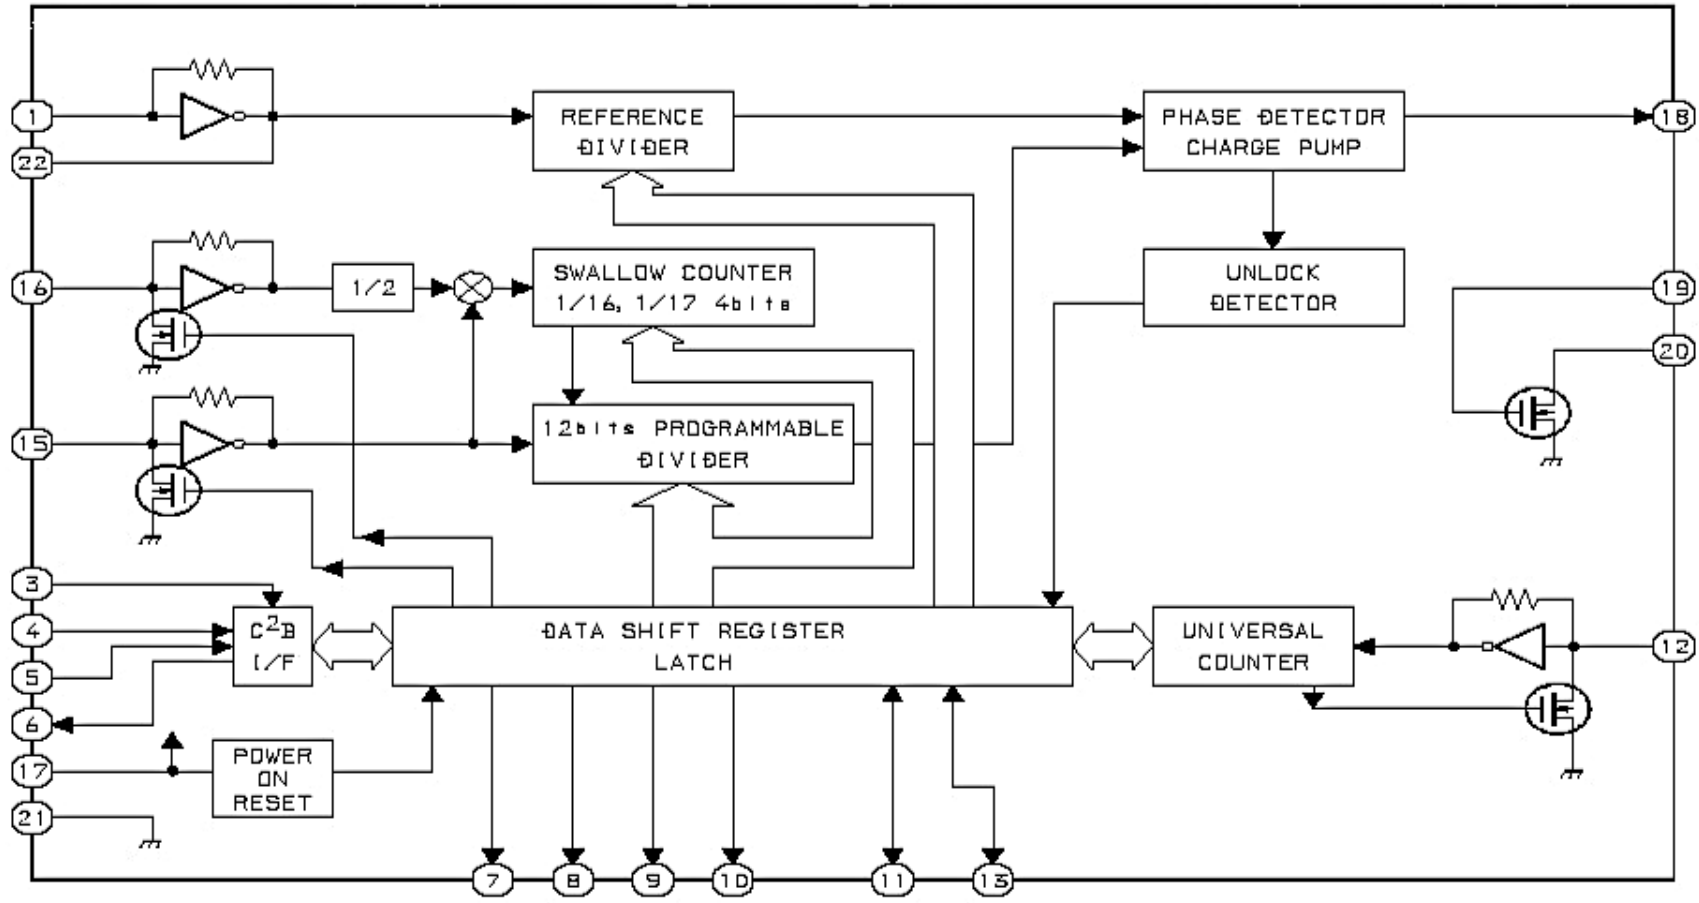 1
REFERENCE
DIVIDER
PHASE DETECTOR
CHARGE PUMP
18
22
16
1/2
SWALLOW COUNTER
1/16, 1/17 4bits
UNLOCK
DETECTOR
19
20
15
12bits PROGRAMMABLE
DIVIDER
3
4
5
6
C²B
I/F
DATA SHIFT REGISTER
LATCH
UNIVERSAL
COUNTER
12
17
POWER
ON
RESET
21
7
8
9
10
11
13